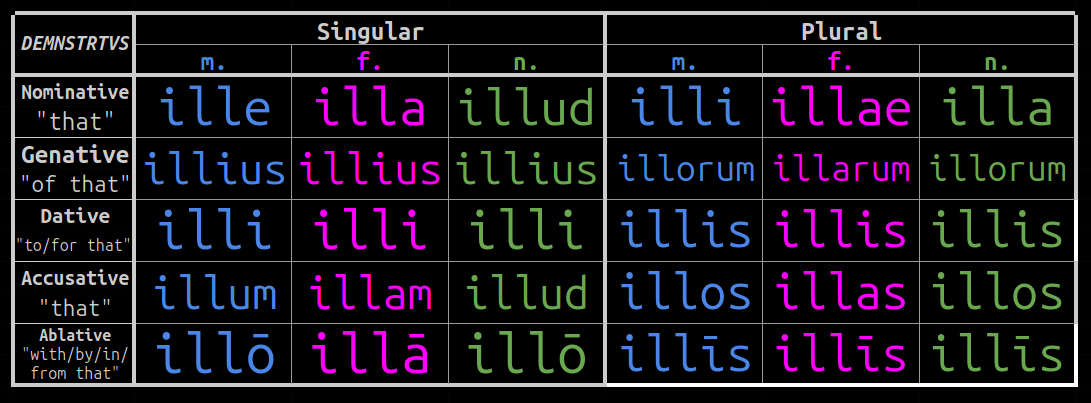 DEMNSTRTVS Singular Plural
m. f. n. m. f. n.
Nominative ille illa illud illi illae illa
"that"
Genative illius illius illius illorum illarum illorum
"of that"
Dative illi illi illi illis illis illis
"to/for that"
Accusative illum illam illud illos illas illos
"that"
Ablative illō illā illō illīs illīs illīs
"with/by/in/
from that"